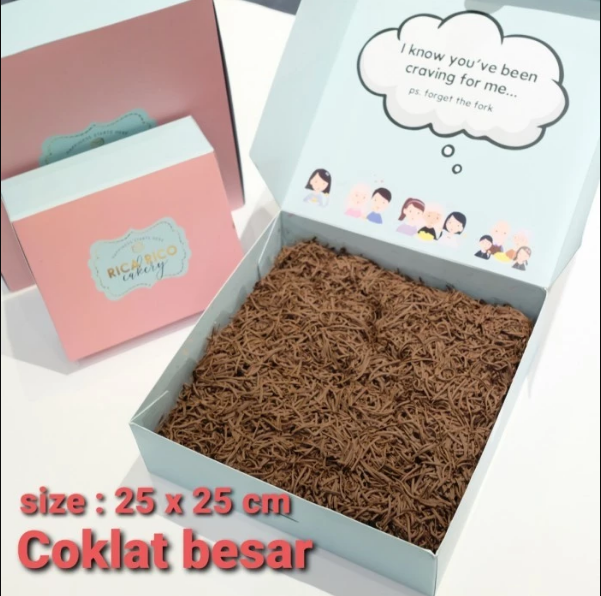 I know you've been
craving for me...
ps. forget the fork
RICA RICO
cakery
size : 25 x 25 cm
Coklat besar